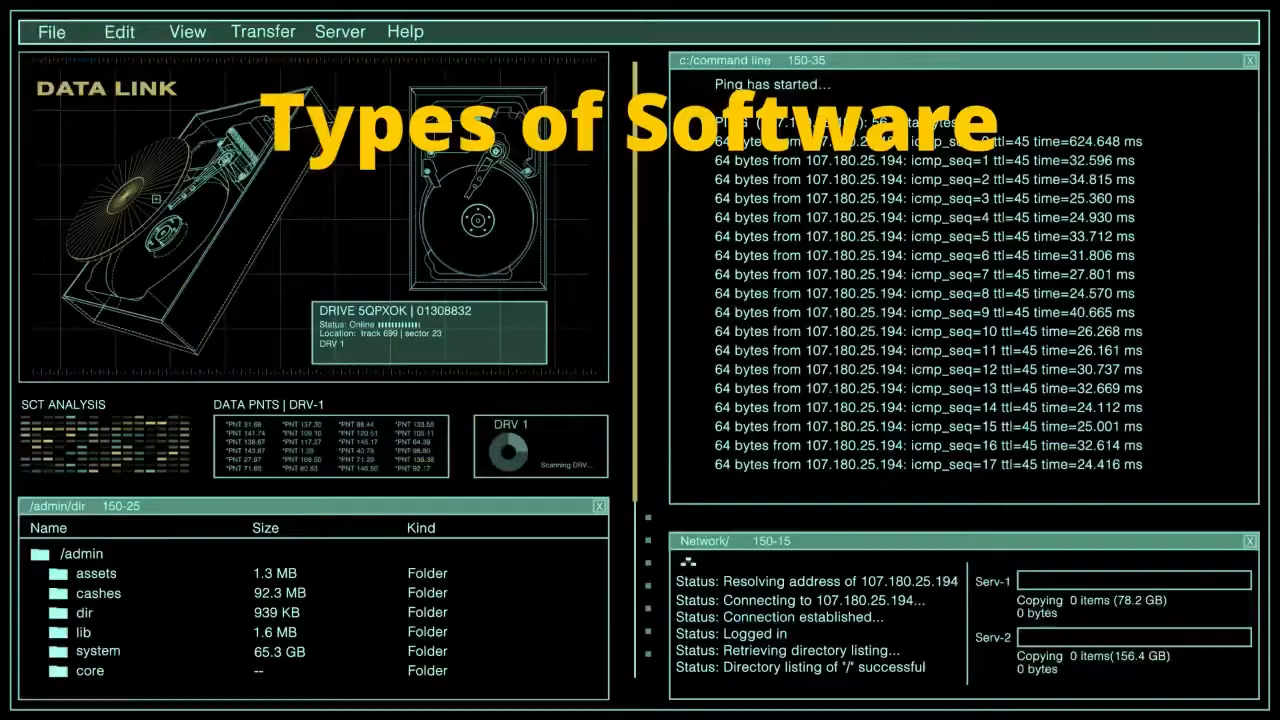 File Edit View Transfer Server Help
DATA LINK
Types of Software
DRIVE 5QPXOK | 01308832
Status: Online
Location: track 699 | sector 23
DRV 1
SCT ANALYSIS
DATA PNTS | DRV-1
DRV 1
Scanning DRV...
/admin/dir 150-25 X
Name Size Kind
/admin
assets 1.3 MB Folder
cashes 92.3 MB Folder
dir 939 KB Folder
lib 1.6 MB Folder
system 65.3 GB Folder
core -- Folder
c:/command line 150-35 X
Ping has started...
ttl=45 time=624.648 ms
64 bytes from 107.180.25.194: icmp_seq=1 ttl=45 time=32.596 ms
64 bytes from 107.180.25.194: icmp_seq=2 ttl=45 time=34.815 ms
64 bytes from 107.180.25.194: icmp_seq=3 ttl=45 time=25.360 ms
64 bytes from 107.180.25.194: icmp_seq=4 ttl=45 time=24.930 ms
64 bytes from 107.180.25.194: icmp_seq=5 ttl=45 time=33.712 ms
64 bytes from 107.180.25.194: icmp_seq=6 ttl=45 time=31.806 ms
64 bytes from 107.180.25.194: icmp_seq=7 ttl=45 time=27.801 ms
64 bytes from 107.180.25.194: icmp_seq=8 ttl=45 time=24.570 ms
64 bytes from 107.180.25.194: icmp_seq=9 ttl=45 time=40.665 ms
64 bytes from 107.180.25.194: icmp_seq=10 ttl=45 time=26.268 ms
64 bytes from 107.180.25.194: icmp_seq=11 ttl=45 time=26.161 ms
64 bytes from 107.180.25.194: icmp_seq=12 ttl=45 time=30.737 ms
64 bytes from 107.180.25.194: icmp_seq=13 ttl=45 time=32.669 ms
64 bytes from 107.180.25.194: icmp_seq=14 ttl=45 time=24.112 ms
64 bytes from 107.180.25.194: icmp_seq=15 ttl=45 time=25.001 ms
64 bytes from 107.180.25.194: icmp_seq=16 ttl=45 time=32.614 ms
64 bytes from 107.180.25.194: icmp_seq=17 ttl=45 time=24.416 ms
Network/ 150-15 X
Status: Resolving address of 107.180.25.194
Status: Connecting to 107.180.25.194...
Status: Connection established...
Status: Logged in
Status: Retrieving directory listing...
Status: Directory listing of "/" successful
Serv-1
Copying 0 items (78.2 GB)
0 bytes
Serv-2
Copying 0 items(156.4 GB)
0 bytes